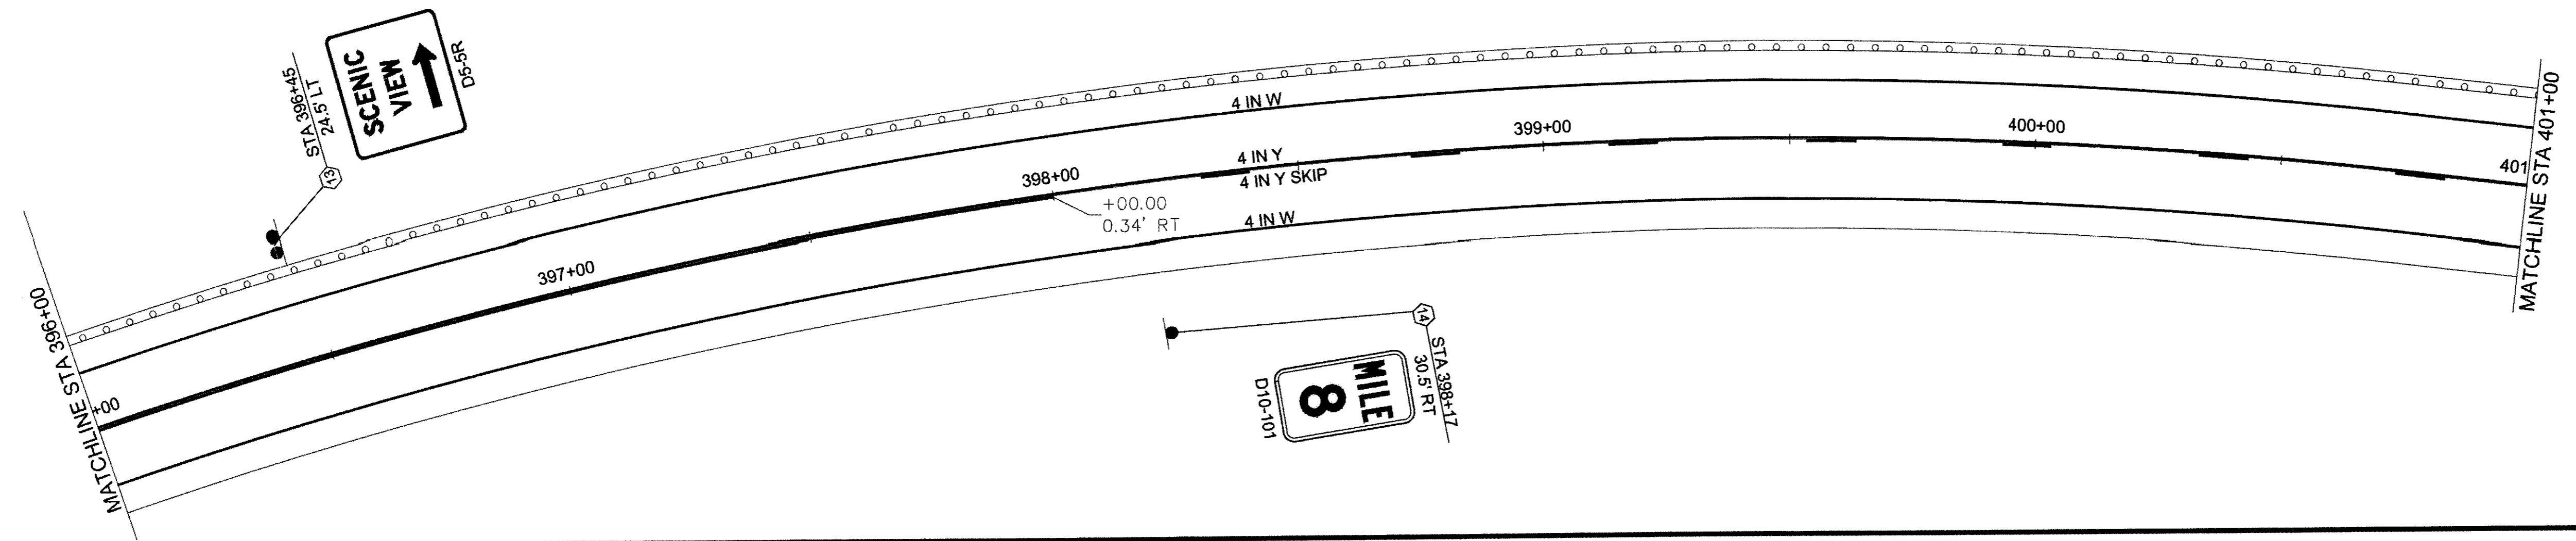 STA 396+45
24.5' LT
13
SCENIC
VIEW
D5-5R
MATCHLINE STA 396+00
+00
397+00
398+00
+00.00
0.34' RT
4 IN W
4 IN Y
4 IN Y SKIP
4 IN W
399+00
400+00
401
MATCHLINE STA 401+00
14
STA 398+17
30.5' RT
MILE
8
D10-101